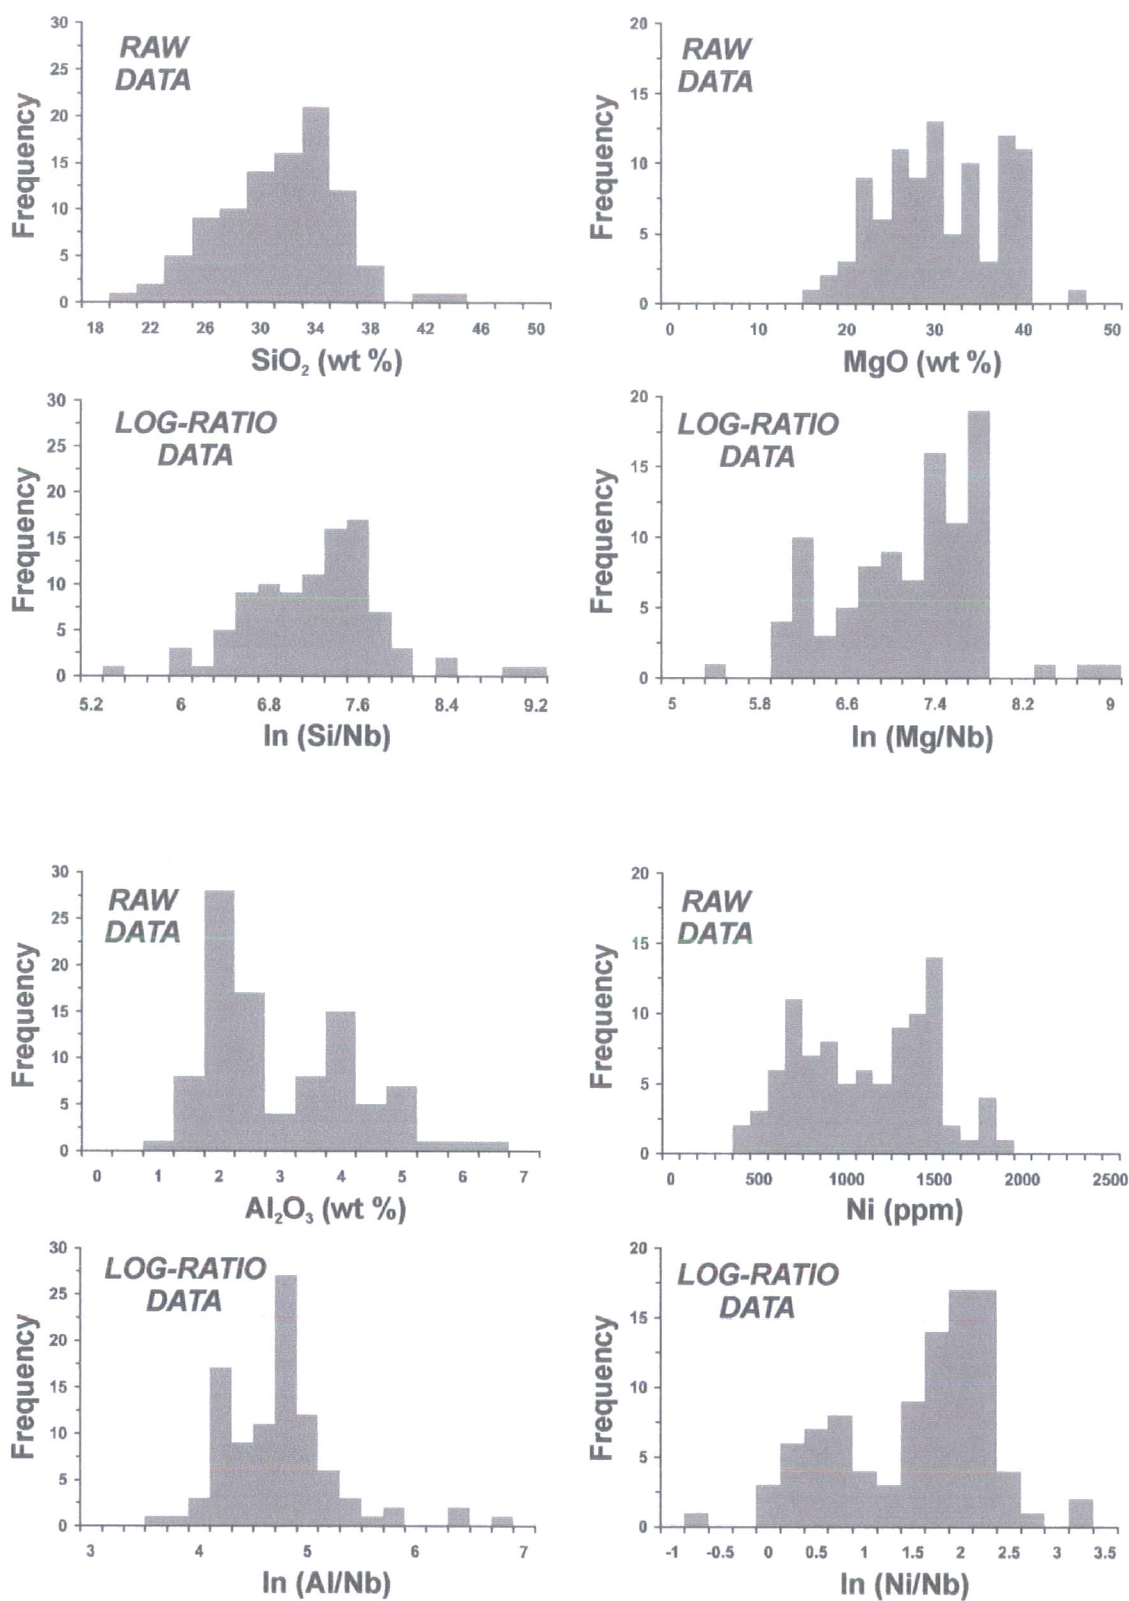 RAW
DATA
Frequency
30
25
20
15
10
5
0
18 22 26 30 34 38 42 46 50
SiO₂ (wt %)
RAW
DATA
Frequency
20
15
10
5
0
0 10 20 30 40 50
MgO (wt %)
LOG-RATIO
DATA
Frequency
30
25
20
15
10
5
0
5.2 6 6.8 7.6 8.4 9.2
ln (Si/Nb)
LOG-RATIO
DATA
Frequency
20
15
10
5
0
5 5.8 6.6 7.4 8.2 9
ln (Mg/Nb)
RAW
DATA
Frequency
30
25
20
15
10
5
0
0 1 2 3 4 5 6 7
Al₂O₃ (wt %)
RAW
DATA
Frequency
20
15
10
5
0
0 500 1000 1500 2000 2500
Ni (ppm)
LOG-RATIO
DATA
Frequency
30
25
20
15
10
5
0
3 4 5 6 7
ln (Al/Nb)
LOG-RATIO
DATA
Frequency
20
15
10
5
0
-1 -0.5 0 0.5 1 1.5 2 2.5 3 3.5
ln (Ni/Nb)